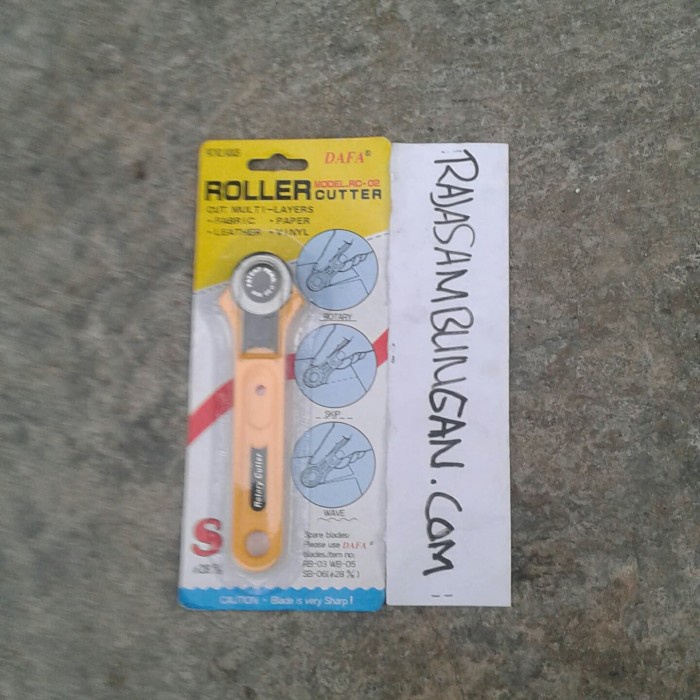 DAFA®
ROLLER MODEL:RC-02
CUTTER
CUT MULTI-LAYERS
•FABRIC •PAPER
•LEATHER •VINYL
ROTARY
SKIP
WAVE
Rotary Cutter
S
ø28%
Spare blades:
Please use DAFA®
blades.Item no:
RB-03 WB-05
SB-06(ø28%)
CAUTION - Blade is very Sharp!
RAJASAMBUNGAN.COM